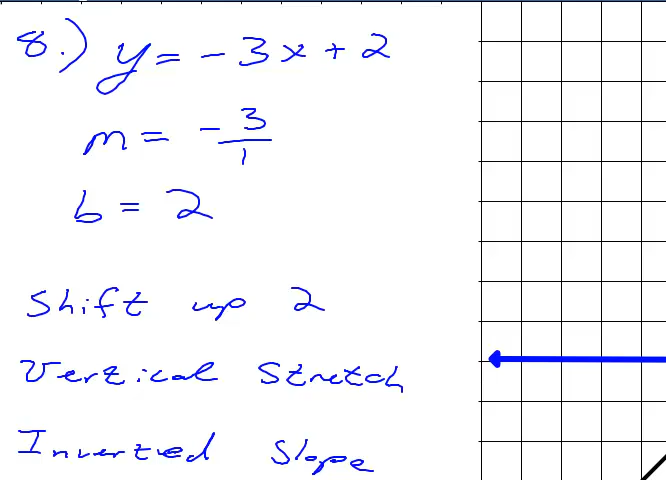 8.) y = - 3x + 2
m = - 3/1
b = 2
Shift up 2
Vertical Stretch
Inverted Slope